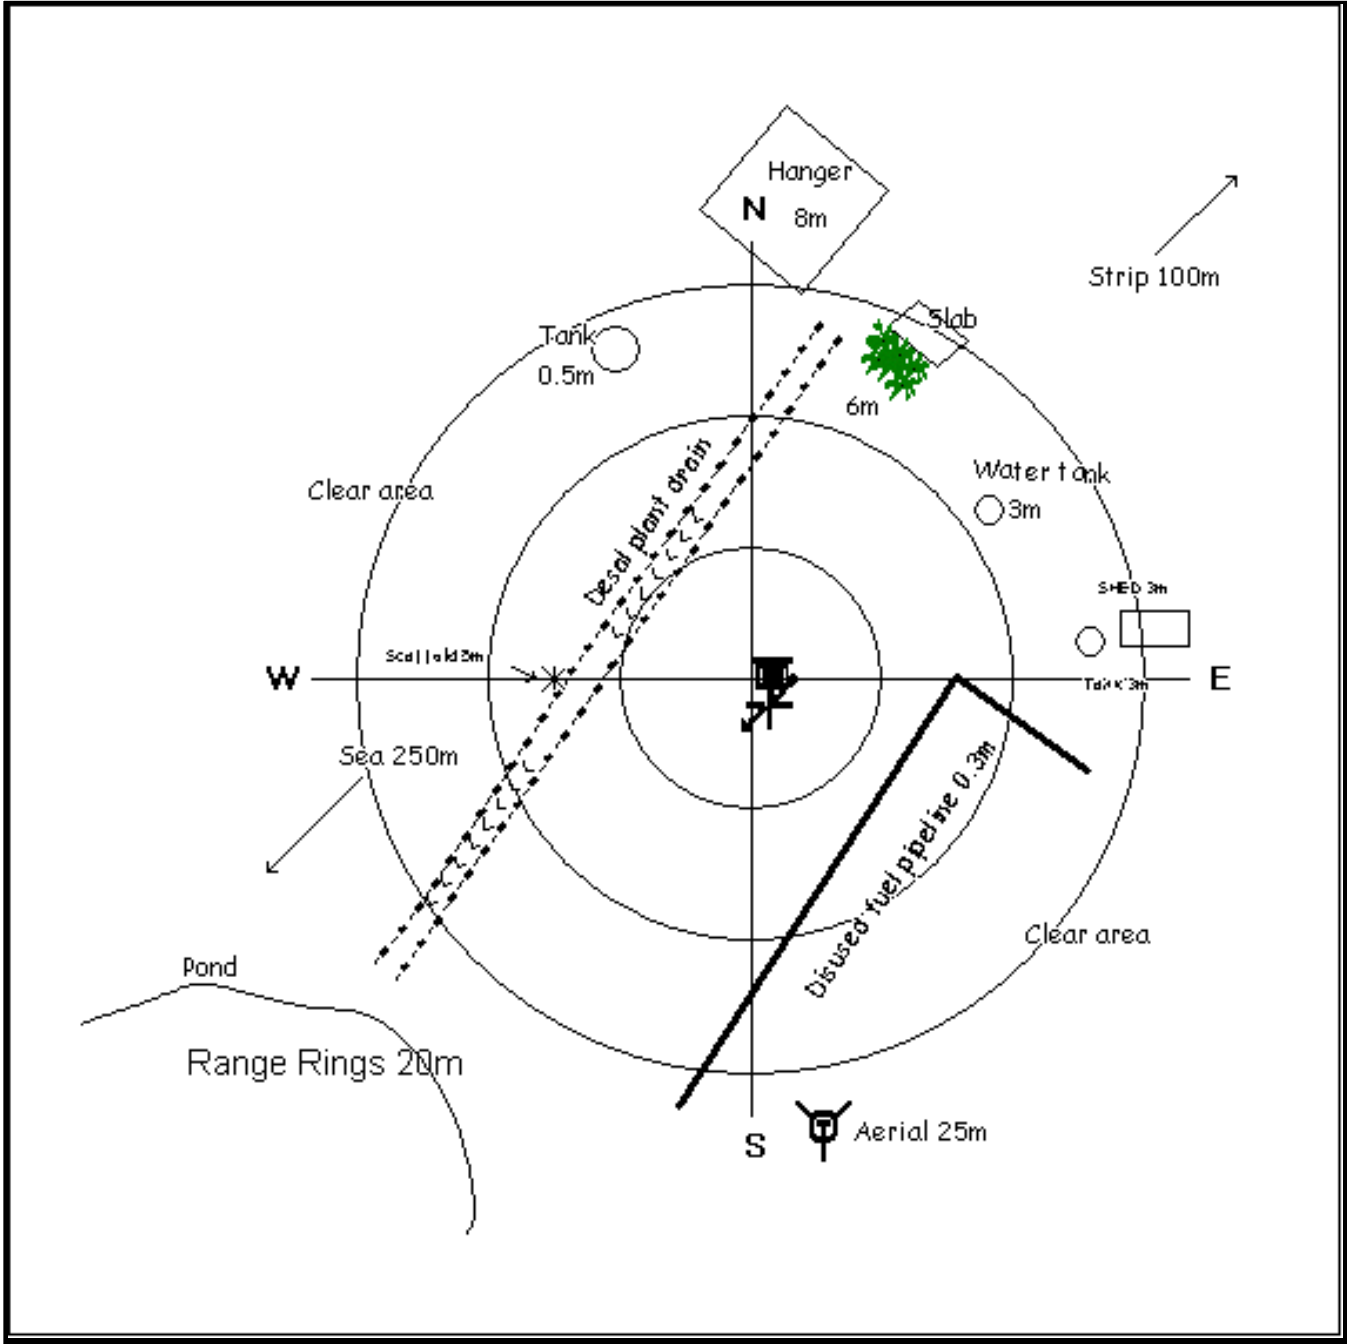 Hanger
N
8m
Strip 100m
Slab
Tank
0.5m
6m
Desal plant drain
Clear area
Water tank
3m
SHED 3m
W
E
Tank 3m
Sea 250m
Disused fuel pipeline 0.3m
Clear area
Pond
Range Rings 20m
S
Aerial 25m